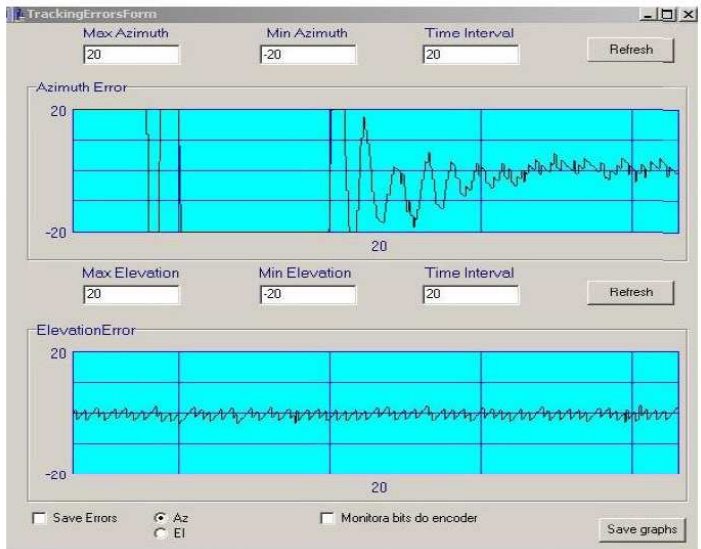 TrackingErrorsForm
Max Azimuth Min Azimuth Time Interval
20 -20 20 Refresh
Azimuth Error
20
-20
20
Max Elevation Min Elevation Time Interval
20 -20 20 Refresh
ElevationError
20
-20
20
Save Errors Az Monitora bits do encoder
El Save graphs